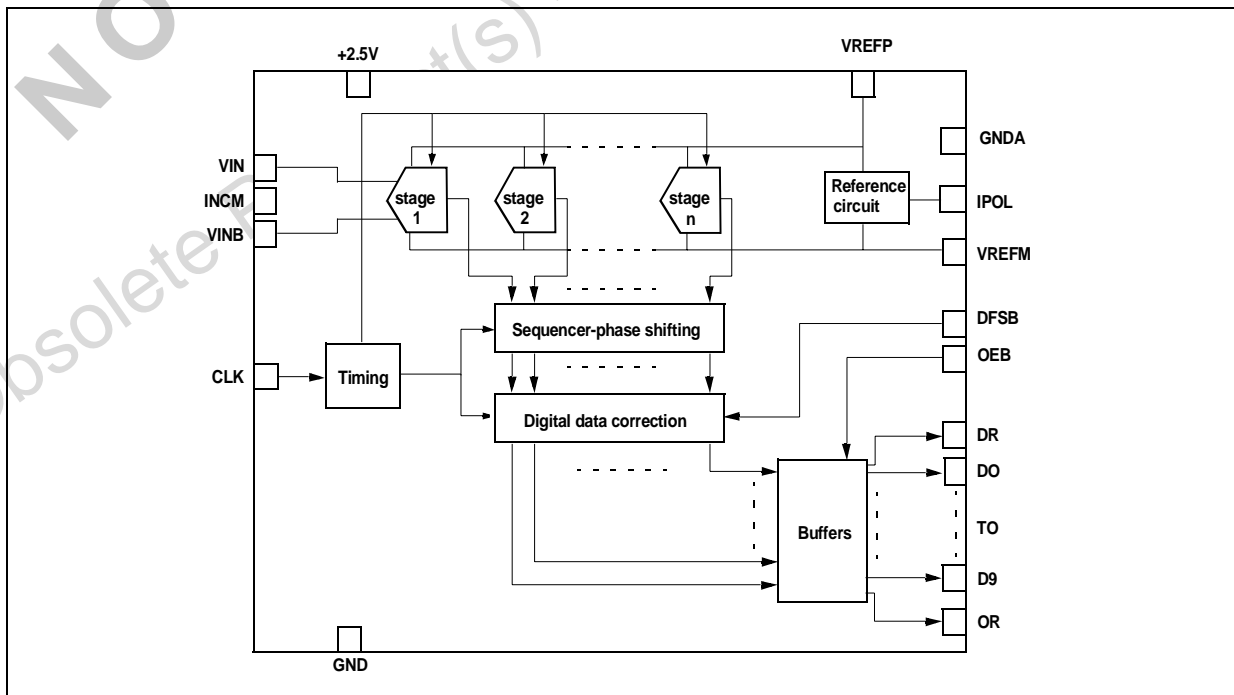 N O
+2.5V
VREFP
GNDA
VIN
INCM
VINB
stage
1
stage
2
stage
n
Reference
circuit
IPOL
VREFM
Sequencer-phase shifting
DFSB
OEB
CLK
Timing
Digital data correction
DR
DO
TO
D9
OR
Buffers
GND